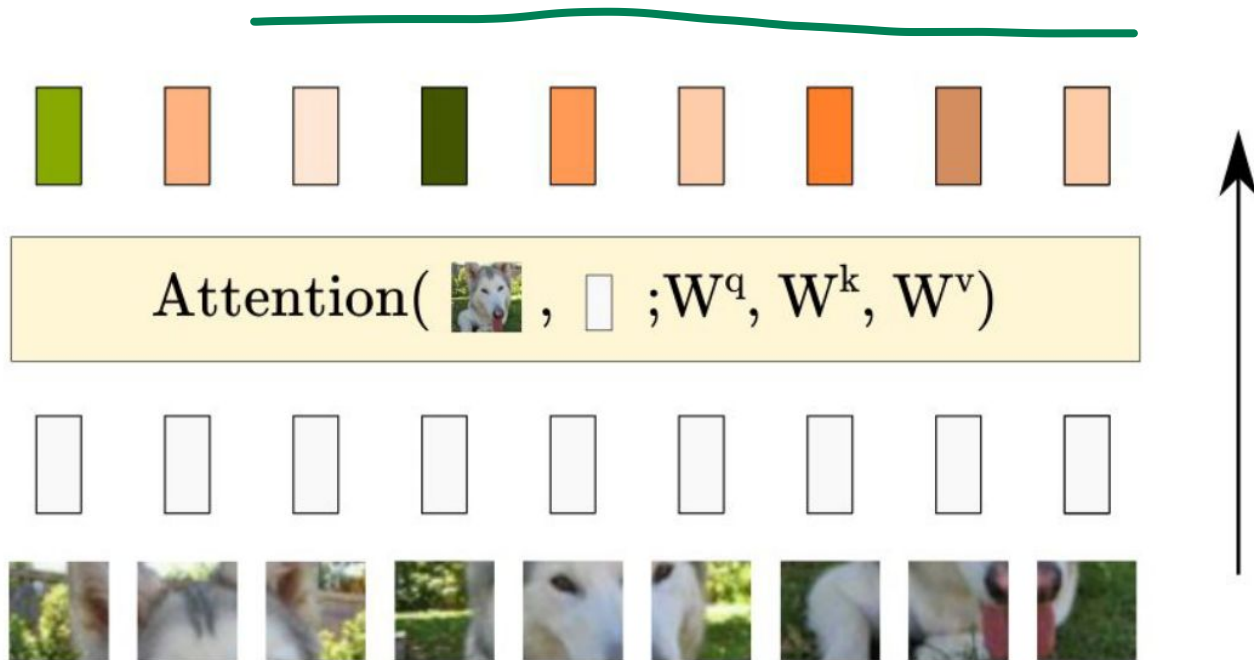 Attention( , ;W^q, W^k, W^v)